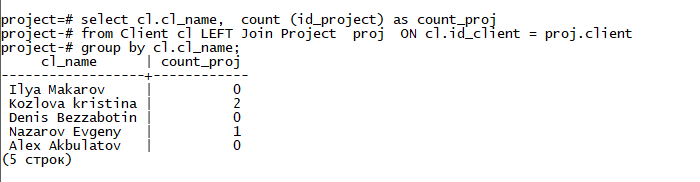 project=# select cl.cl_name,  count (id_project) as count_proj
project-# from Client cl LEFT Join Project  proj  ON cl.id_client = proj.client
project-# group by cl.cl_name;
     cl_name      | count_proj
------------------+------------
 Ilya Makarov     |          0
 Kozlova kristina |          2
 Denis Bezzabotin |          0
 Nazarov Evgeny   |          1
 Alex Akbulatov   |          0
(5 строк)